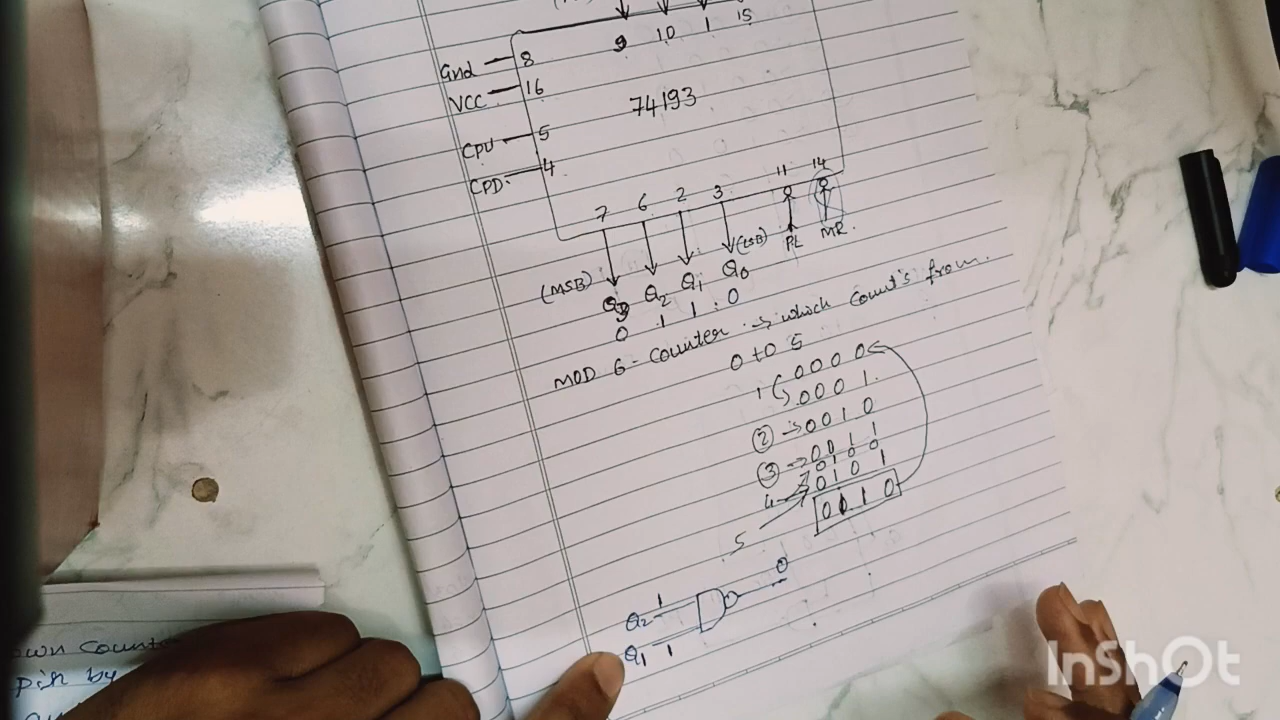 9 10 1 15
Gnd 8
VCC 16
74193
CPU 5
CPD 4
7 6 2 3 11 14
(MSB) (LSB) PL MR.
Q3 Q2 Q1 Q0
0 1 1 0
MOD 6 - Counter → which Count's from.
0 to 5
0 0 0 0
1 0 0 0 1.
2 → 0 0 1 0
3 → 0 0 1 1
4 → 0 1 0 0
5 0 1 0 1
0 1 1 0
Q2 1 0
Q1 1
own Count
pin by
InShOt